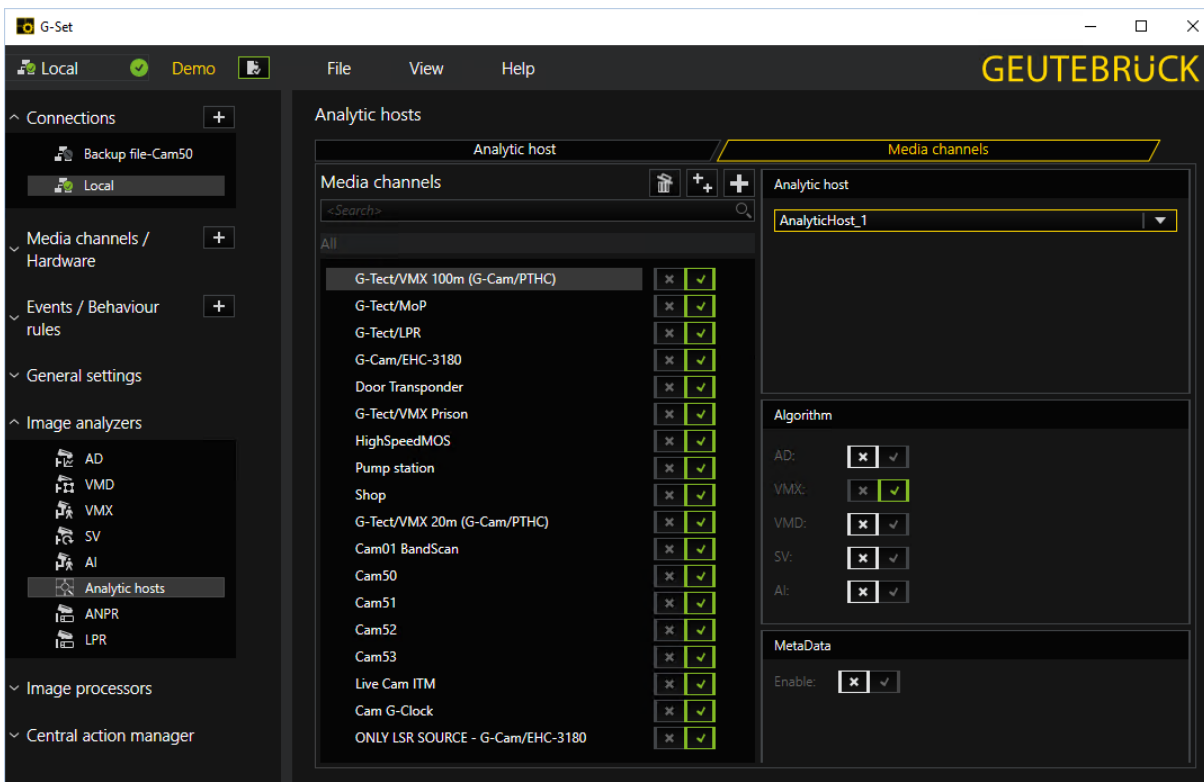 G-Set
Local
Demo
File
View
Help
GEUTEBRÜCK
Connections
Backup file-Cam50
Local
Media channels /
Hardware
Events / Behaviour
rules
General settings
Image analyzers
AD
VMD
VMX
SV
AI
Analytic hosts
ANPR
LPR
Image processors
Central action manager
Analytic hosts
Analytic host
Media channels
Media channels
<Search>
All
G-Tect/VMX 100m (G-Cam/PTHC)
G-Tect/MoP
G-Tect/LPR
G-Cam/EHC-3180
Door Transponder
G-Tect/VMX Prison
HighSpeedMOS
Pump station
Shop
G-Tect/VMX 20m (G-Cam/PTHC)
Cam01 BandScan
Cam50
Cam51
Cam52
Cam53
Live Cam ITM
Cam G-Clock
ONLY LSR SOURCE - G-Cam/EHC-3180
Analytic host
AnalyticHost_1
Algorithm
AD:
VMX:
VMD:
SV:
AI:
MetaData
Enable: